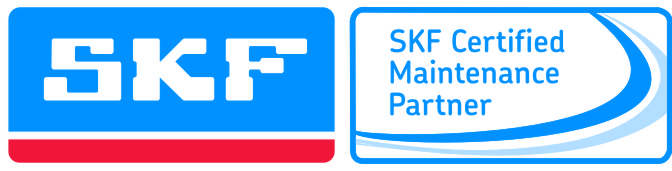 SKF
SKF Certified
Maintenance
Partner